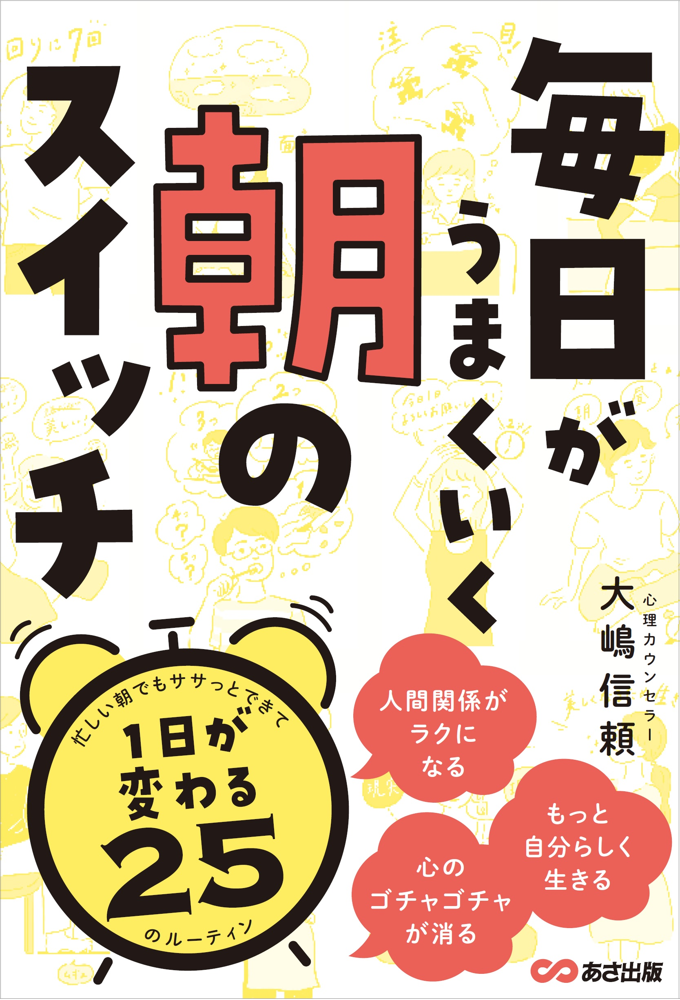 毎日が
うまくいく
朝の
スイッチ
心理カウンセラー
大嶋信頼
忙しい朝でもササっとできて
1日が
変わる
25
のルーティン
人間関係が
ラクに
なる
もっと
自分らしく
生きる
心の
ゴチャゴチャ
が消る
あさ出版